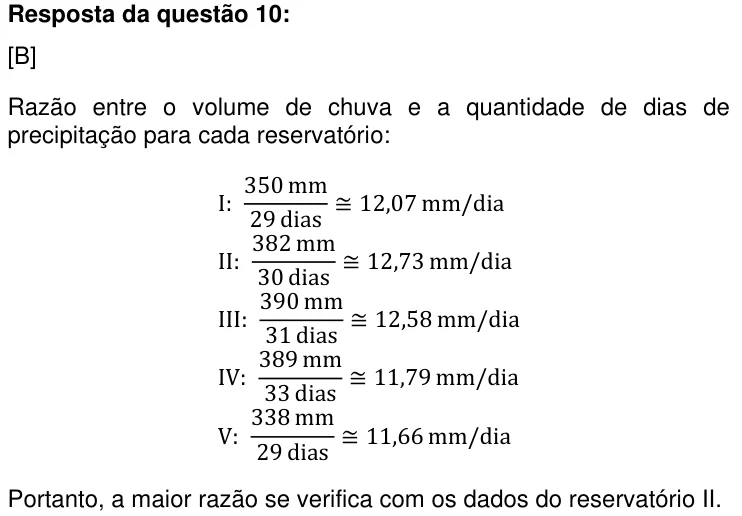 Resposta da questão 10:
[B]
Razão entre o volume de chuva e a quantidade de dias de
precipitação para cada reservatório:
I: 350 mm / 29 dias ≅ 12,07 mm/dia
II: 382 mm / 30 dias ≅ 12,73 mm/dia
III: 390 mm / 31 dias ≅ 12,58 mm/dia
IV: 389 mm / 33 dias ≅ 11,79 mm/dia
V: 338 mm / 29 dias ≅ 11,66 mm/dia
Portanto, a maior razão se verifica com os dados do reservatório II.